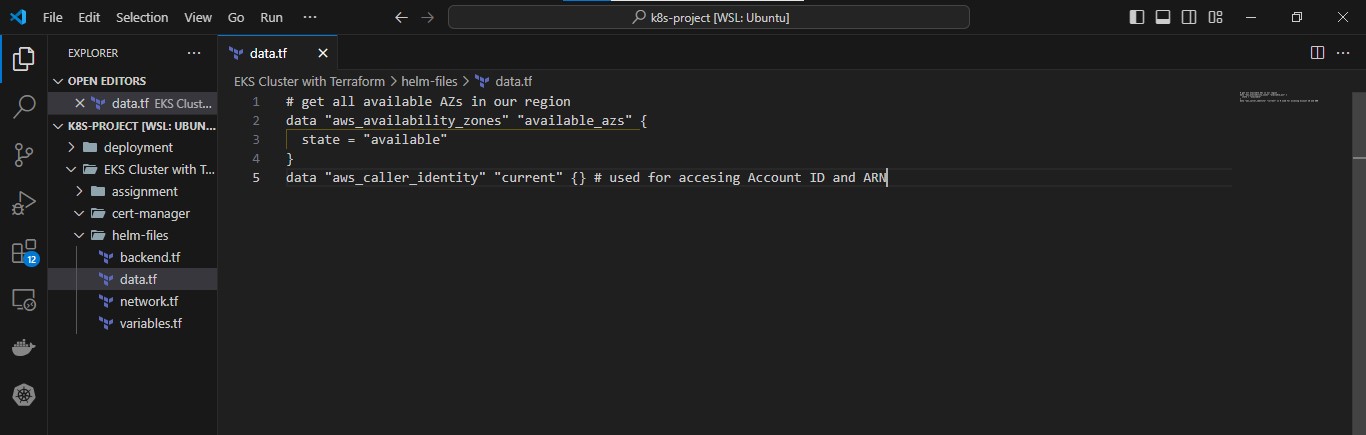 File Edit Selection View Go Run ···
k8s-project [WSL: Ubuntu]
EXPLORER ···
data.tf
OPEN EDITORS
data.tf EKS Clust...
EKS Cluster with Terraform > helm-files > data.tf
K8S-PROJECT [WSL: UBUN...
deployment
EKS Cluster with T...
assignment
cert-manager
helm-files
backend.tf
data.tf
network.tf
variables.tf
12
1 # get all available AZs in our region
2 data "aws_availability_zones" "available_azs" {
3 state = "available"
4 }
5 data "aws_caller_identity" "current" {} # used for accesing Account ID and ARN